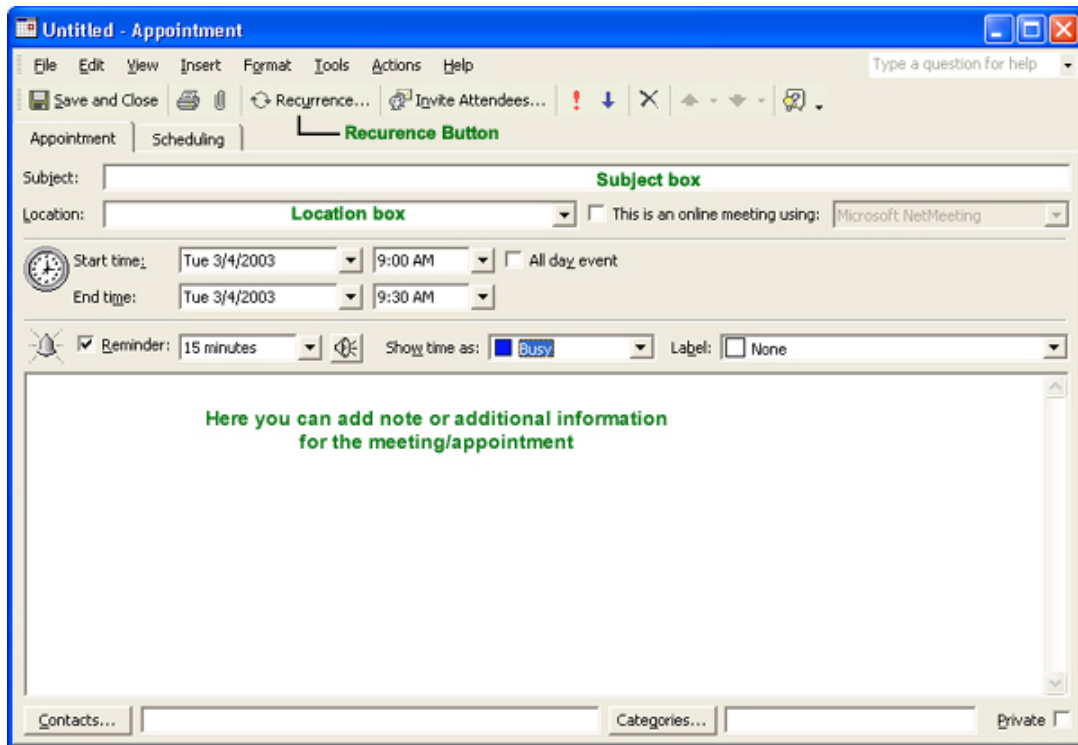 Untitled - Appointment
File Edit View Insert Format Tools Actions Help Type a question for help
Save and Close Recurrence... Invite Attendees...
Appointment Scheduling Recurence Button
Subject: Subject box
Location: Location box This is an online meeting using: Microsoft NetMeeting
Start time: Tue 3/4/2003 9:00 AM All day event
End time: Tue 3/4/2003 9:30 AM
Reminder: 15 minutes Show time as: Busy Label: None
Here you can add note or additional information
for the meeting/appointment
Contacts... Categories... Private